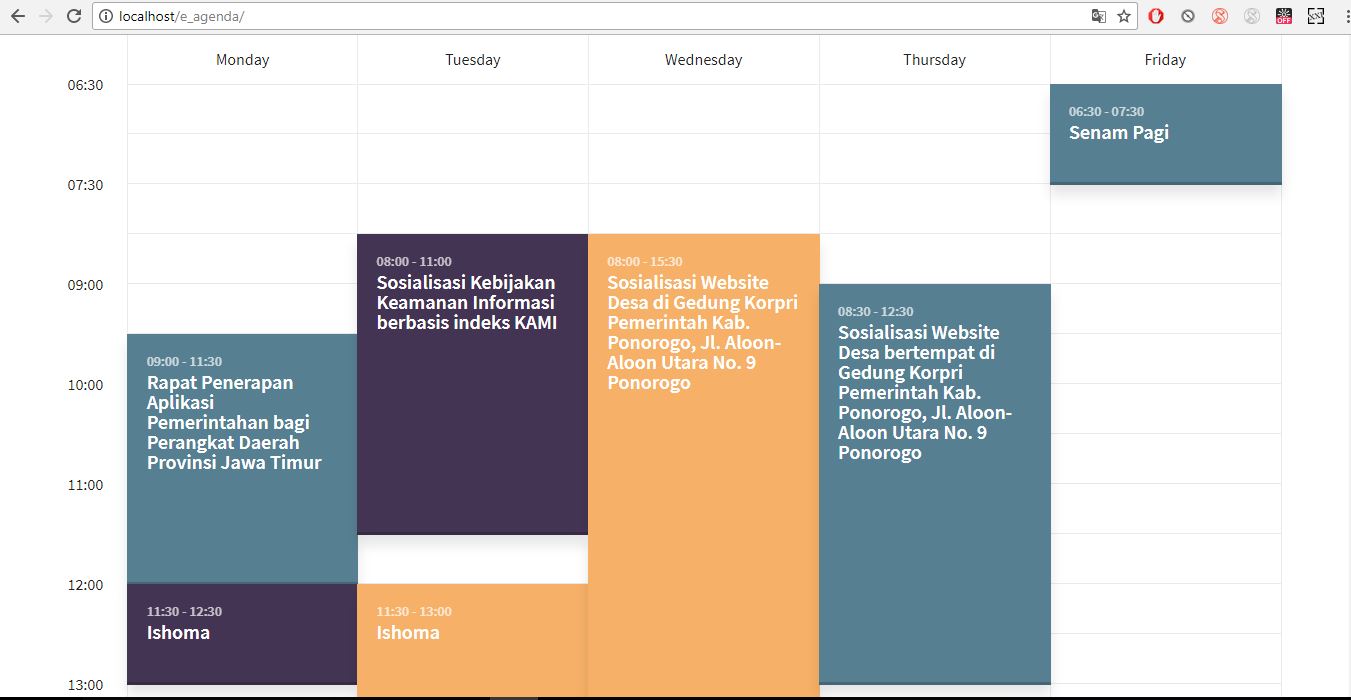 localhost/e_agenda/
OFF
Monday
Tuesday
Wednesday
Thursday
Friday
06:30
07:30
09:00
10:00
11:00
12:00
13:00
09:00 - 11:30
Rapat Penerapan
Aplikasi
Pemerintahan bagi
Perangkat Daerah
Provinsi Jawa Timur
11:30 - 12:30
Ishoma
08:00 - 11:00
Sosialisasi Kebijakan
Keamanan Informasi
berbasis indeks KAMI
11:30 - 13:00
Ishoma
08:00 - 15:30
Sosialisasi Website
Desa di Gedung Korpri
Pemerintah Kab.
Ponorogo, Jl. Aloon-
Aloon Utara No. 9
Ponorogo
08:30 - 12:30
Sosialisasi Website
Desa bertempat di
Gedung Korpri
Pemerintah Kab.
Ponorogo, Jl. Aloon-
Aloon Utara No. 9
Ponorogo
06:30 - 07:30
Senam Pagi